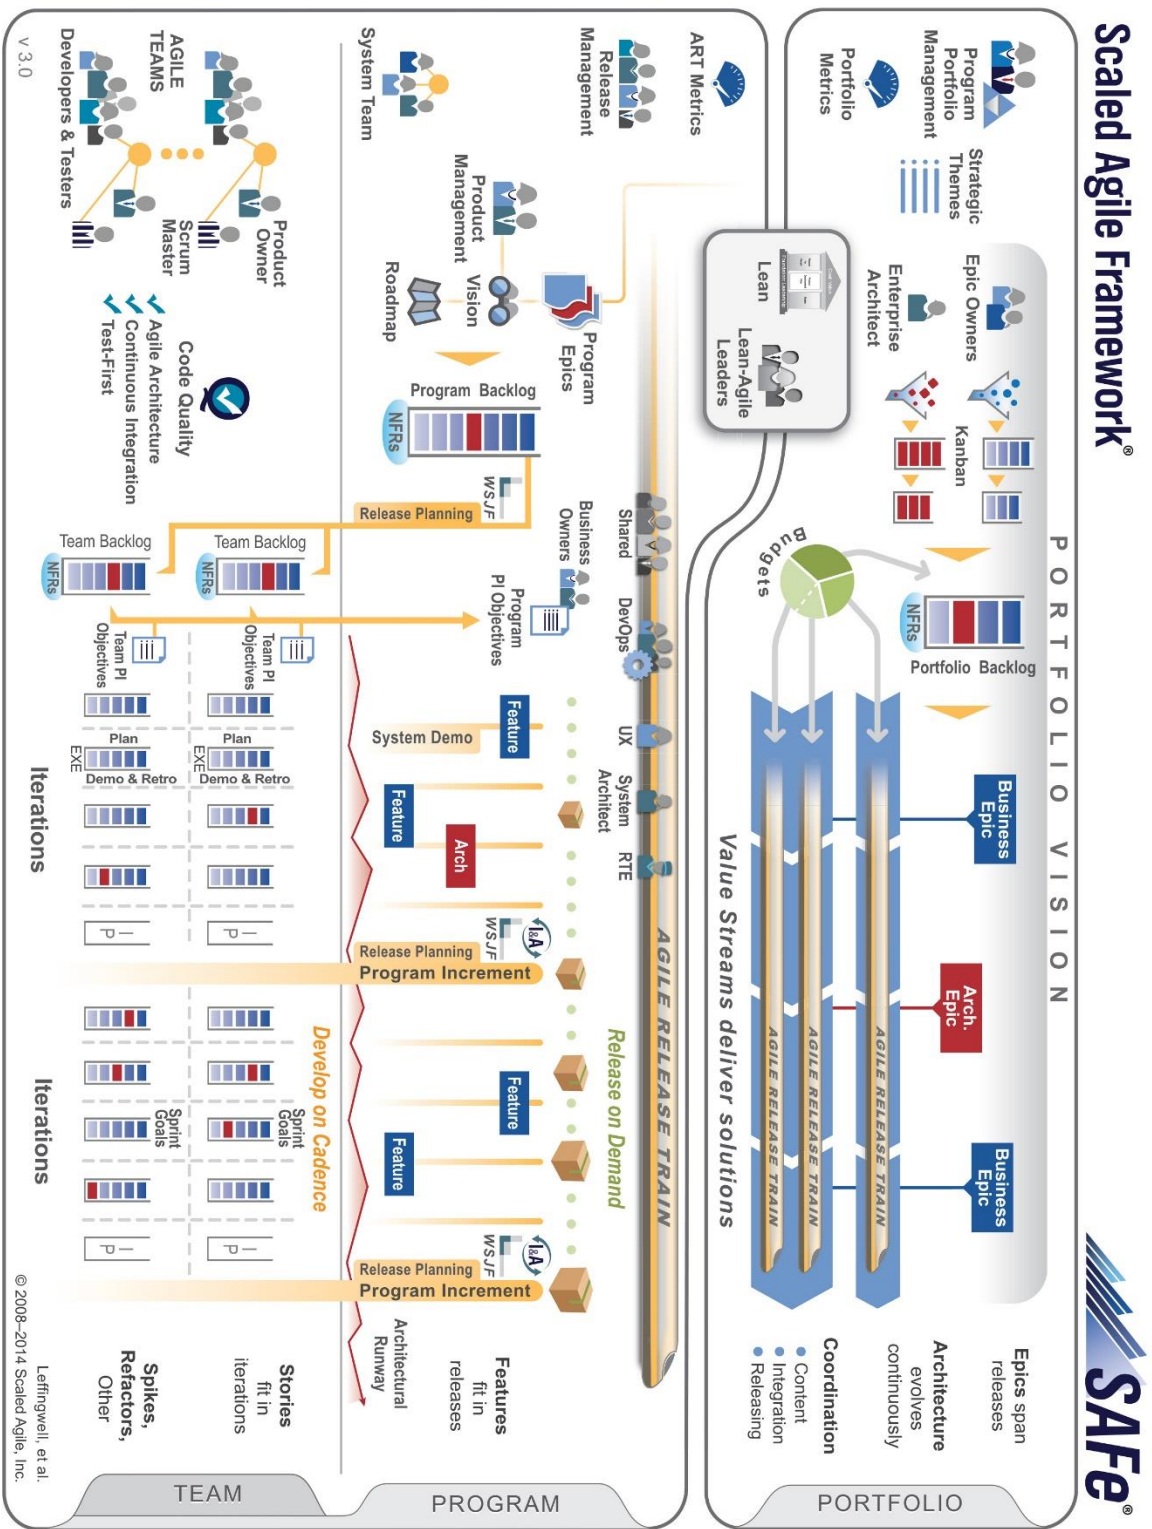 Scaled Agile Framework®
SAFe®
Program
Portfolio
Management
Portfolio
Metrics
Strategic
Themes
Epic Owners
Enterprise
Architect
Kanban
PORTFOLIO VISION
Budgets
NFRs
Portfolio Backlog
Business
Epic
Arch.
Epic
Business
Epic
AGILE RELEASE TRAIN
AGILE RELEASE TRAIN
AGILE RELEASE TRAIN
Value Streams deliver solutions
Epics span
releases
Architecture
evolves
continuously
Coordination
Content
Integration
Releasing
PORTFOLIO
Lean
Lean-Agile
Leaders
ART Metrics
Release
Management
System Team
Product
Management
Program
Epics
Vision
Roadmap
Program Backlog
NFRs
WSJF
Release Planning
Business
Owners
Program
PI Objectives
Shared
DevOps
UX
System
Architect
RTE
AGILE RELEASE TRAIN
Release on Demand
Feature
System Demo
Feature
Arch
I&A
WSJF
Release Planning
Program Increment
Feature
Feature
I&A
WSJF
Release Planning
Program Increment
Develop on Cadence
Architectural
Runway
Features
fit in
releases
PROGRAM
AGILE
TEAMS
Developers & Testers
Product
Owner
Scrum
Master
Code Quality
Agile Architecture
Continuous Integration
Test-First
Team Backlog
NFRs
Team PI
Objectives
Plan
EXE
Demo & Retro
I P
Sprint
Goals
I P
Team Backlog
NFRs
Team PI
Objectives
Plan
EXE
Demo & Retro
I P
Sprint
Goals
I P
Iterations
Iterations
Stories
fit in
iterations
Spikes,
Refactors,
Other
TEAM
v 3.0
Leffingwell, et al.
© 2008–2014 Scaled Agile, Inc.